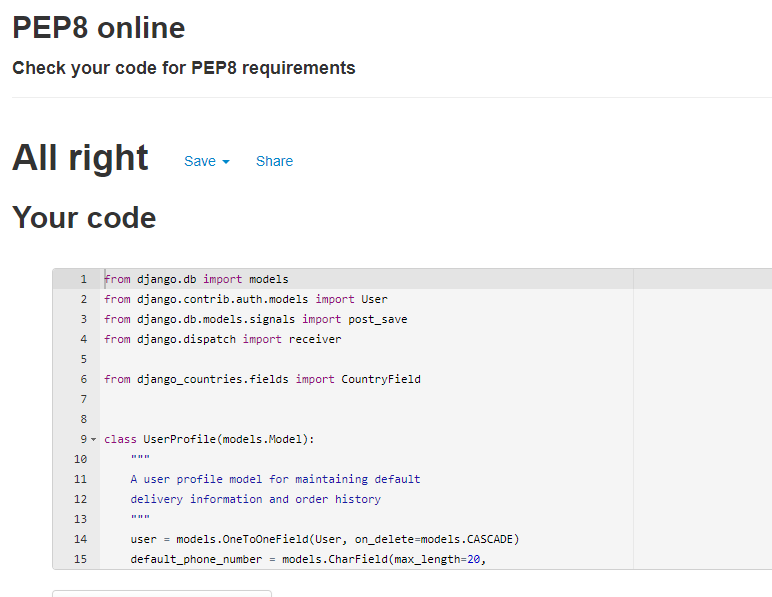 PEP8 online
Check your code for PEP8 requirements
All right Save Share
Your code
1 from django.db import models
2 from django.contrib.auth.models import User
3 from django.db.models.signals import post_save
4 from django.dispatch import receiver
5
6 from django_countries.fields import CountryField
7
8
9 class UserProfile(models.Model):
10 """
11 A user profile model for maintaining default
12 delivery information and order history
13 """
14 user = models.OneToOneField(User, on_delete=models.CASCADE)
15 default_phone_number = models.CharField(max_length=20,